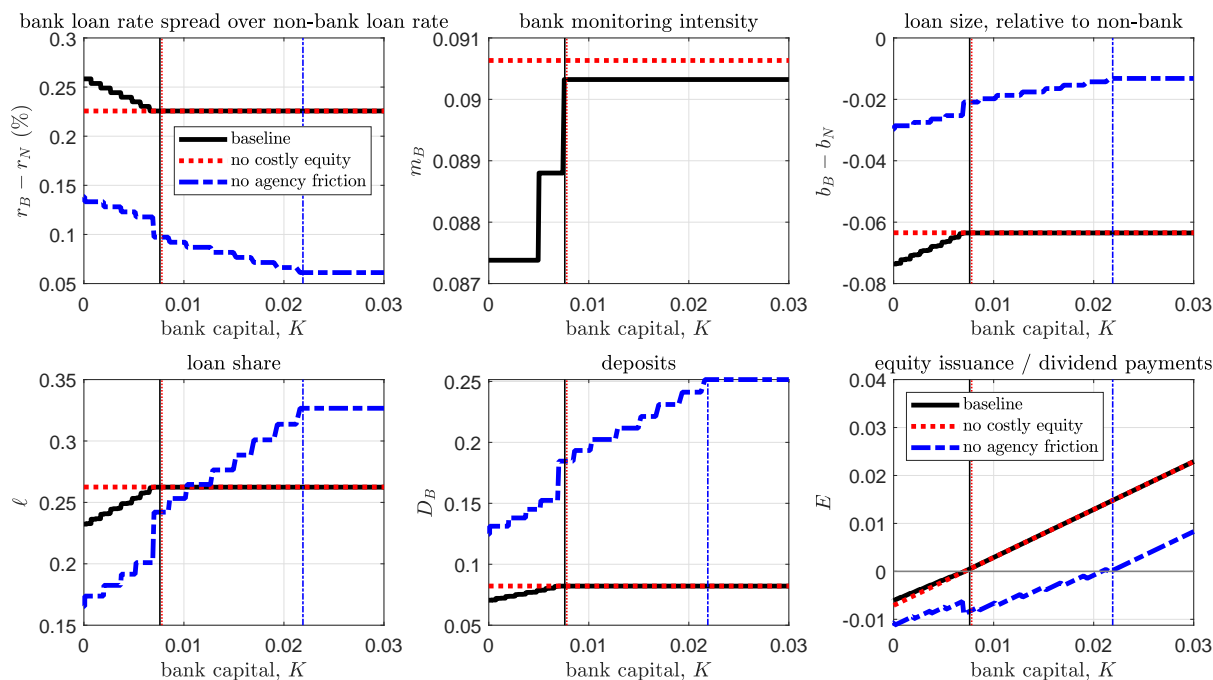 bank loan rate spread over non-bank loan rate
0.3
0.25
0.2
0.15
0.1
0.05
r_B − r_N (%)
baseline
no costly equity
no agency friction
0
0.01
0.02
0.03
bank capital, K
bank monitoring intensity
0.091
0.09
0.089
0.088
0.087
m_B
0
0.01
0.02
0.03
bank capital, K
loan size, relative to non-bank
0
-0.02
-0.04
-0.06
-0.08
b_B − b_N
0
0.01
0.02
0.03
bank capital, K
loan share
0.35
0.3
0.25
0.2
0.15
ℓ
0
0.01
0.02
0.03
bank capital, K
deposits
0.25
0.2
0.15
0.1
0.05
D_B
0
0.01
0.02
0.03
bank capital, K
equity issuance / dividend payments
0.04
0.03
0.02
0.01
0
-0.01
E
baseline
no costly equity
no agency friction
0
0.01
0.02
0.03
bank capital, K